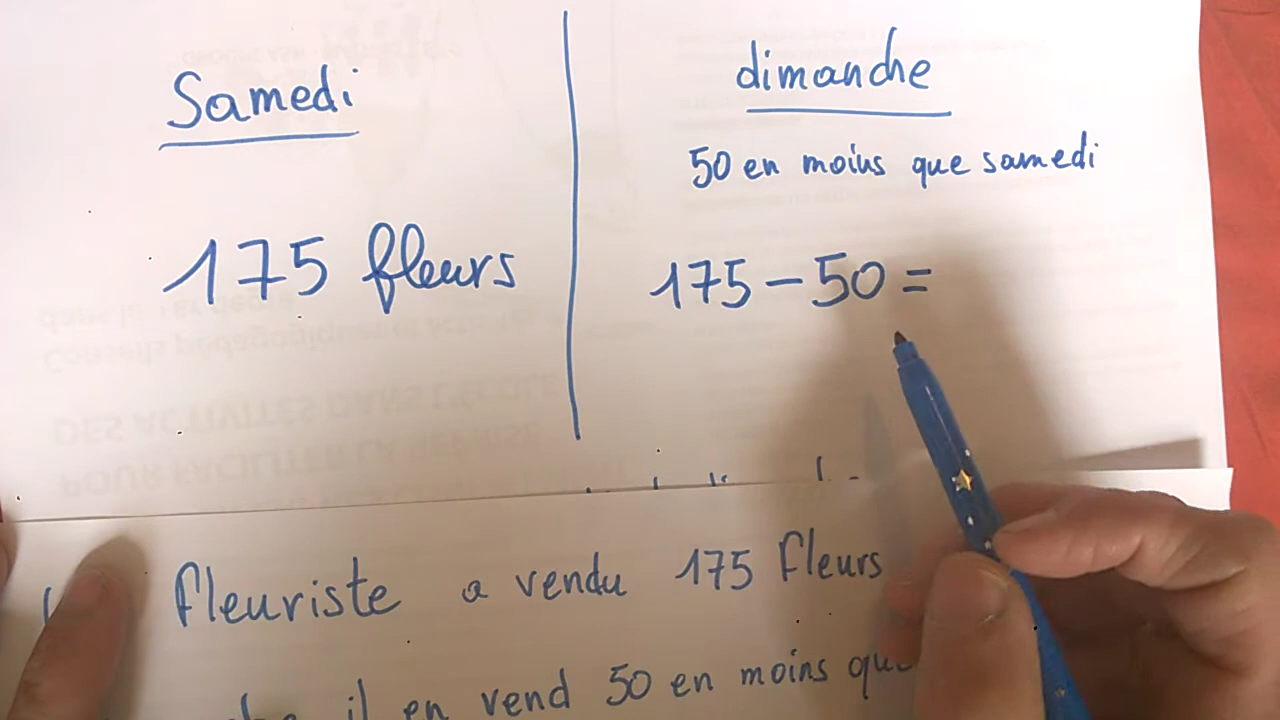 Samedi
175 fleurs
dimanche
50 en moins que samedi
175-50=
fleuriste a vendu 175 fleurs
il en vend 50 en moins que